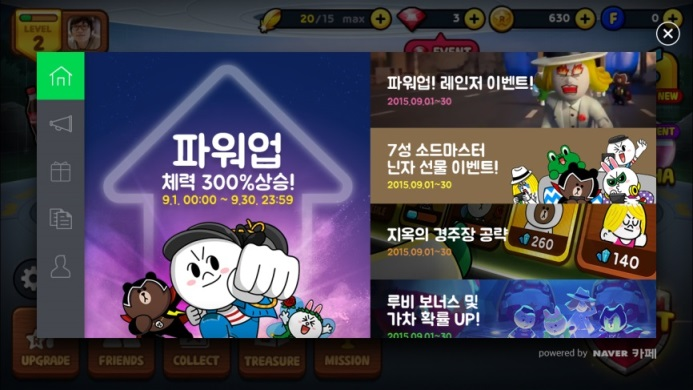 LEVEL
2
20/15 max
3
630
0
EVENT
파워업
체력 300%상승!
9.1. 00:00 ~ 9.30. 23:59
파워업! 레인저 이벤트!
2015.09.01~30
7성 소드마스터
닌자 선물 이벤트!
2015.09.01~30
지옥의 경주장 공략
2015.09.01~30
260
140
루비 보너스 및
가차 확률 UP!
2015.09.01~30
NEW
UPGRADE
FRIENDS
COLLECT
TREASURE
MISSION
powered by NAVER 카페